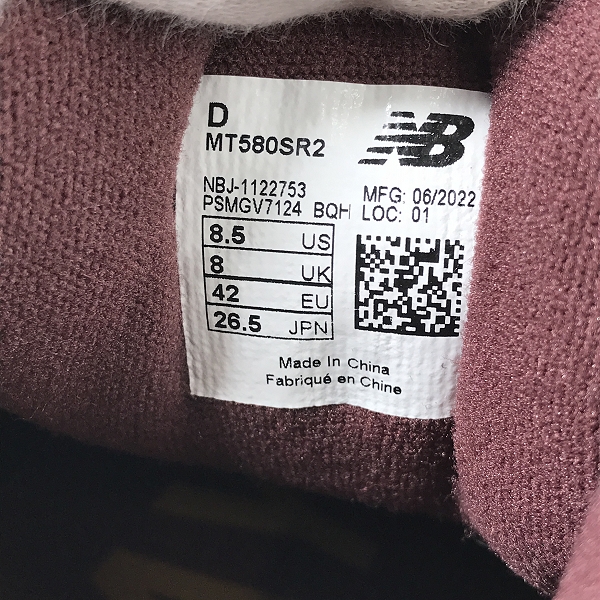 D
MT580SR2
NB
NBJ-1122753
PSMGV7124 BQH
MFG: 06/2022
LOC: 01
8.5 US
8 UK
42 EU
26.5 JPN
Made In China
Fabriqué en Chine